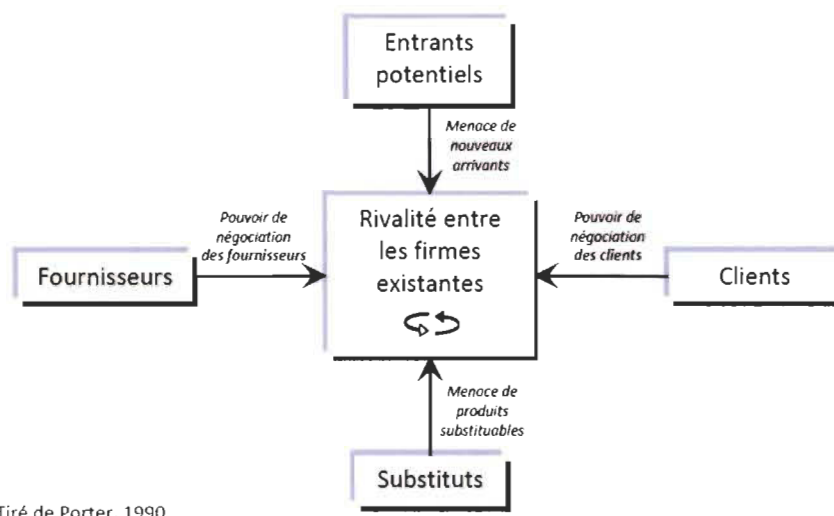 Entrants
potentiels
Menace de
nouveaux
arrivants
Pouvoir de
négociation
des fournisseurs
Rivalité entre
les firmes
existantes
Pouvoir de
négociation
des clients
Fournisseurs
Clients
Menace de
produits
substituables
Substituts
Tiré de Porter, 1990